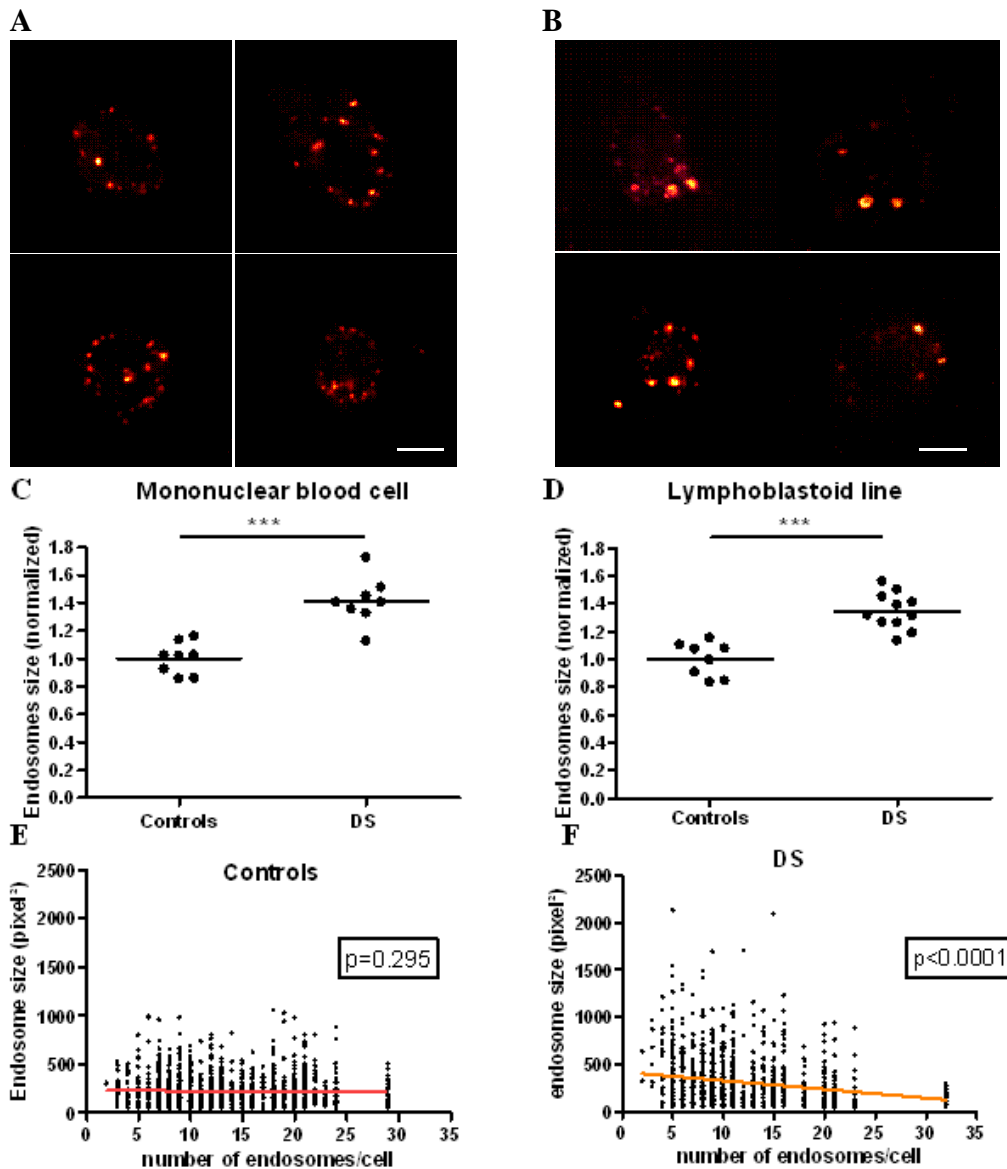 A
B
C
Mononuclear blood cell
***
Endosomes size (normalized)
1.8
1.6
1.4
1.2
1.0
0.8
0.6
0.4
0.2
0.0
Controls
DS
D
Lymphoblastoid line
***
Endosomes size (normalized)
1.8
1.6
1.4
1.2
1.0
0.8
0.6
0.4
0.2
0.0
Controls
DS
E
Controls
Endosome size (pixel²)
2500
2000
1500
1000
500
0
p=0.295
0 5 10 15 20 25 30 35
number of endosomes/cell
F
DS
endosome size (pixel²)
2500
2000
1500
1000
500
0
p<0.0001
0 5 10 15 20 25 30 35
number of endosomes/cell